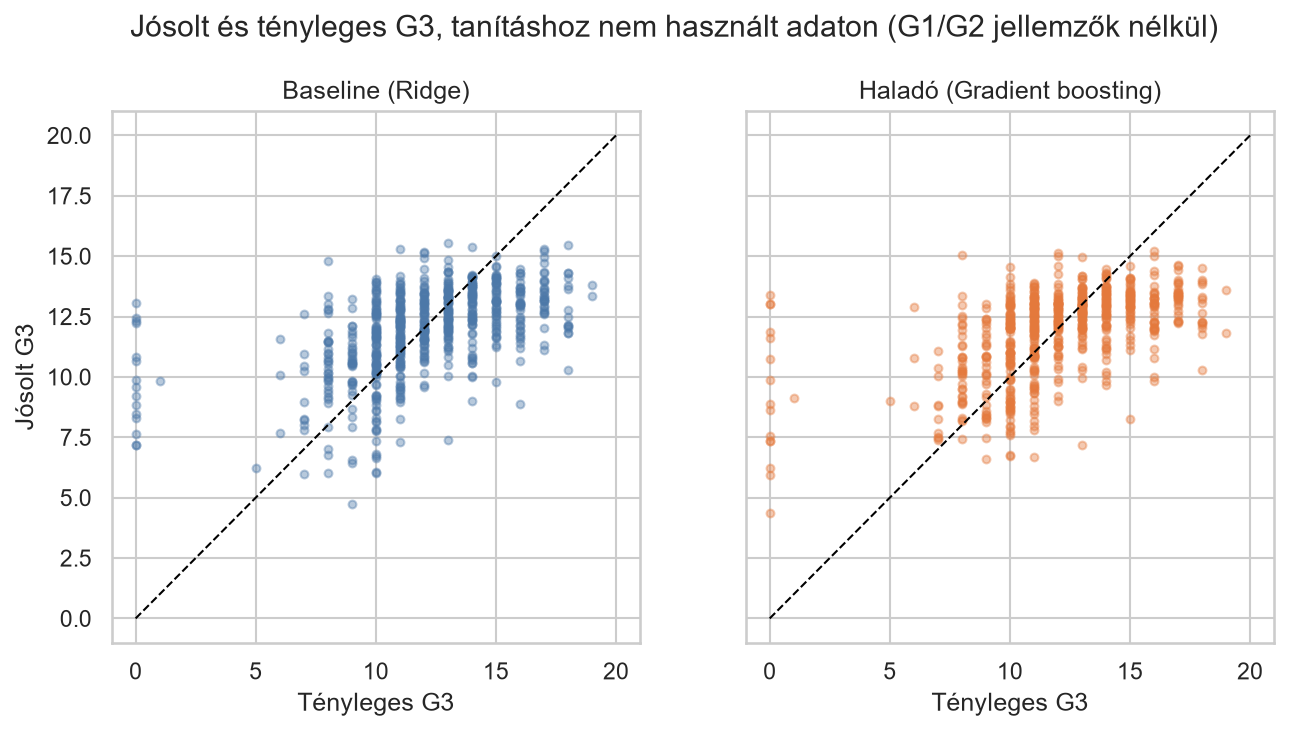 Jósolt és tényleges G3, tanításhoz nem használt adaton (G1/G2 jellemzők nélkül)
Baseline (Ridge)
Haladó (Gradient boosting)
Jósolt G3
20.0
17.5
15.0
12.5
10.0
7.5
5.0
2.5
0.0
0 5 10 15 20
0 5 10 15 20
Tényleges G3
Tényleges G3